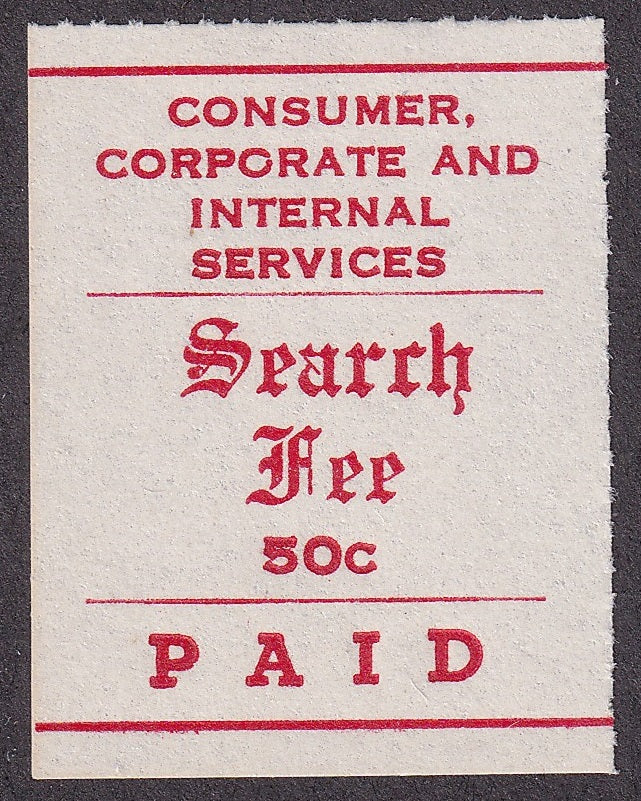 CONSUMER,
CORPORATE AND
INTERNAL
SERVICES
Search
Fee
50c
PAID